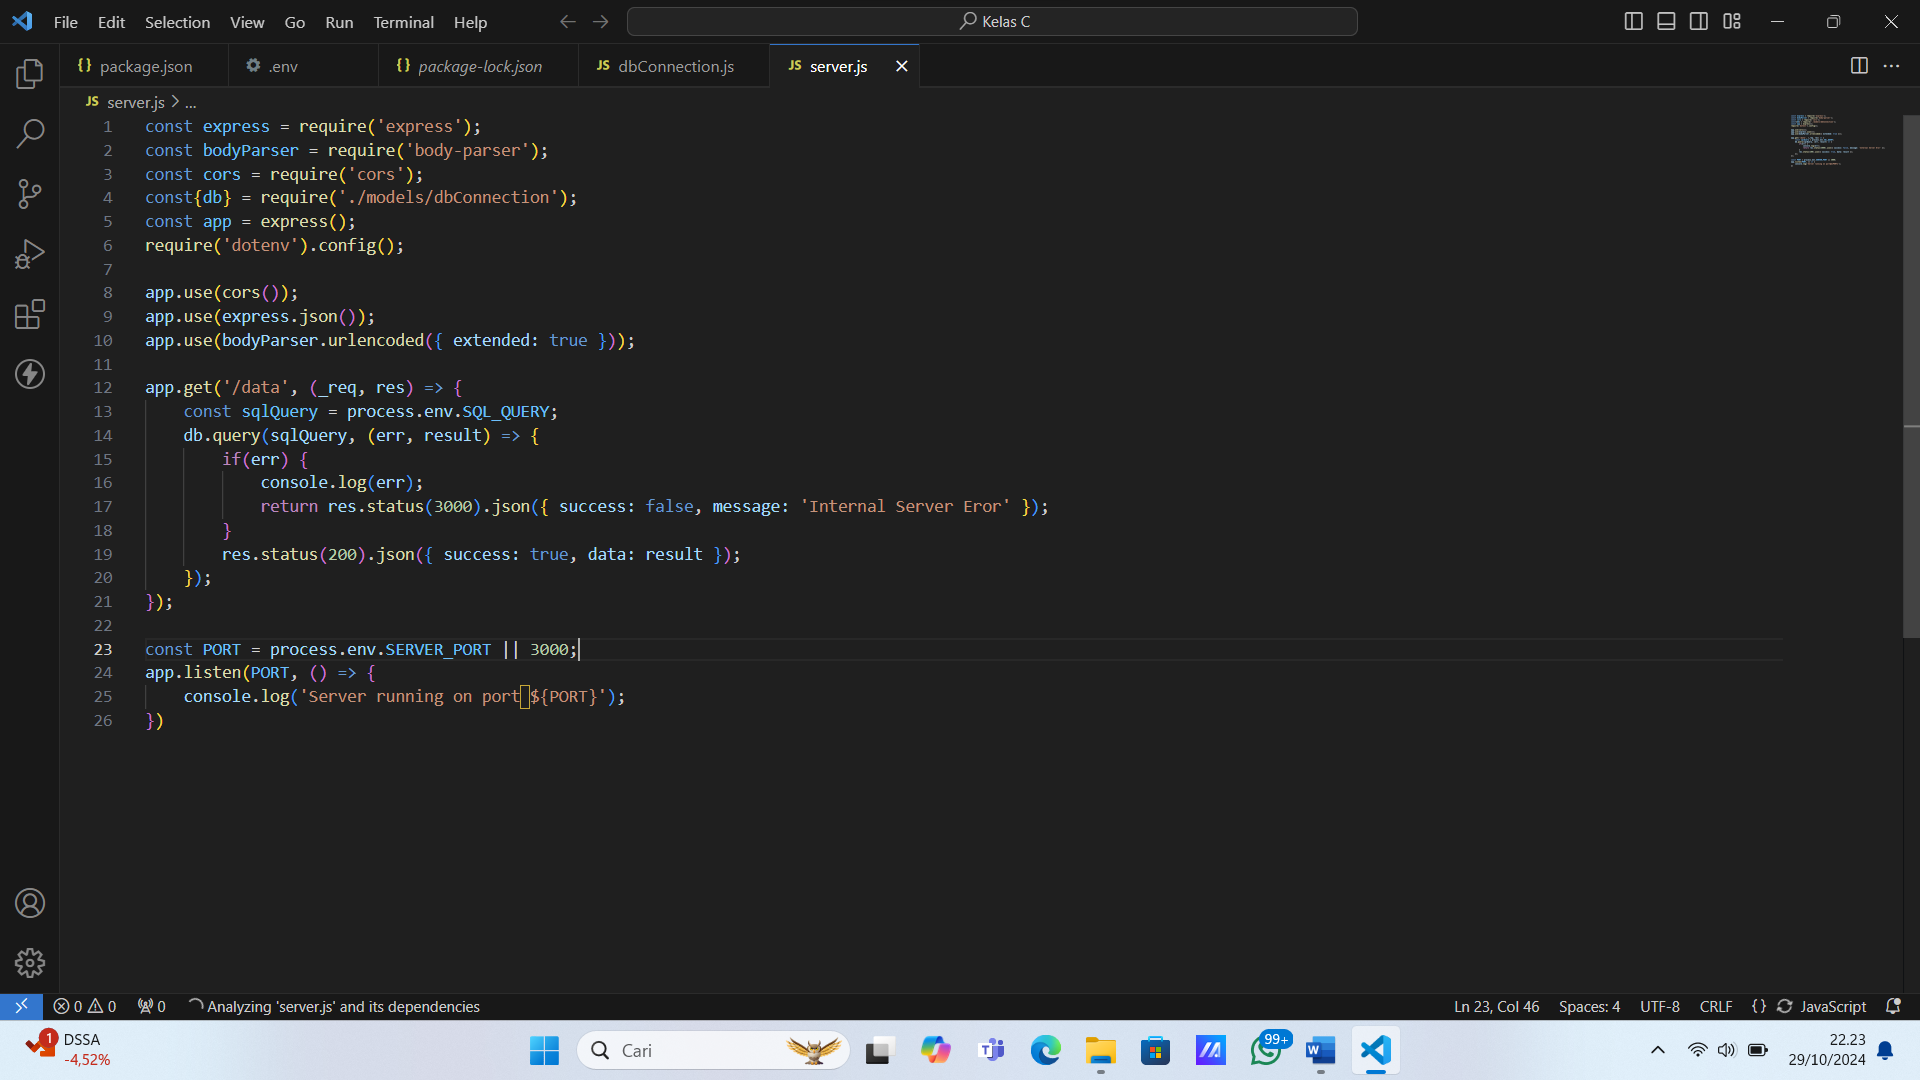 File Edit Selection View Go Run Terminal Help
Kelas C
{} package.json
.env
{} package-lock.json
JS dbConnection.js
JS server.js
JS server.js > ...
1 const express = require('express');
2 const bodyParser = require('body-parser');
3 const cors = require('cors');
4 const{db} = require('./models/dbConnection');
5 const app = express();
6 require('dotenv').config();
7
8 app.use(cors());
9 app.use(express.json());
10 app.use(bodyParser.urlencoded({ extended: true }));
11
12 app.get('/data', (_req, res) => {
13 const sqlQuery = process.env.SQL_QUERY;
14 db.query(sqlQuery, (err, result) => {
15 if(err) {
16 console.log(err);
17 return res.status(3000).json({ success: false, message: 'Internal Server Eror' });
18 }
19 res.status(200).json({ success: true, data: result });
20 });
21 });
22
23 const PORT = process.env.SERVER_PORT || 3000;
24 app.listen(PORT, () => {
25 console.log('Server running on port ${PORT}');
26 })
0 0 0 Analyzing 'server.js' and its dependencies
Ln 23, Col 46 Spaces: 4 UTF-8 CRLF {} JavaScript
1
DSSA
-4,52%
Cari
99+
22.23
29/10/2024